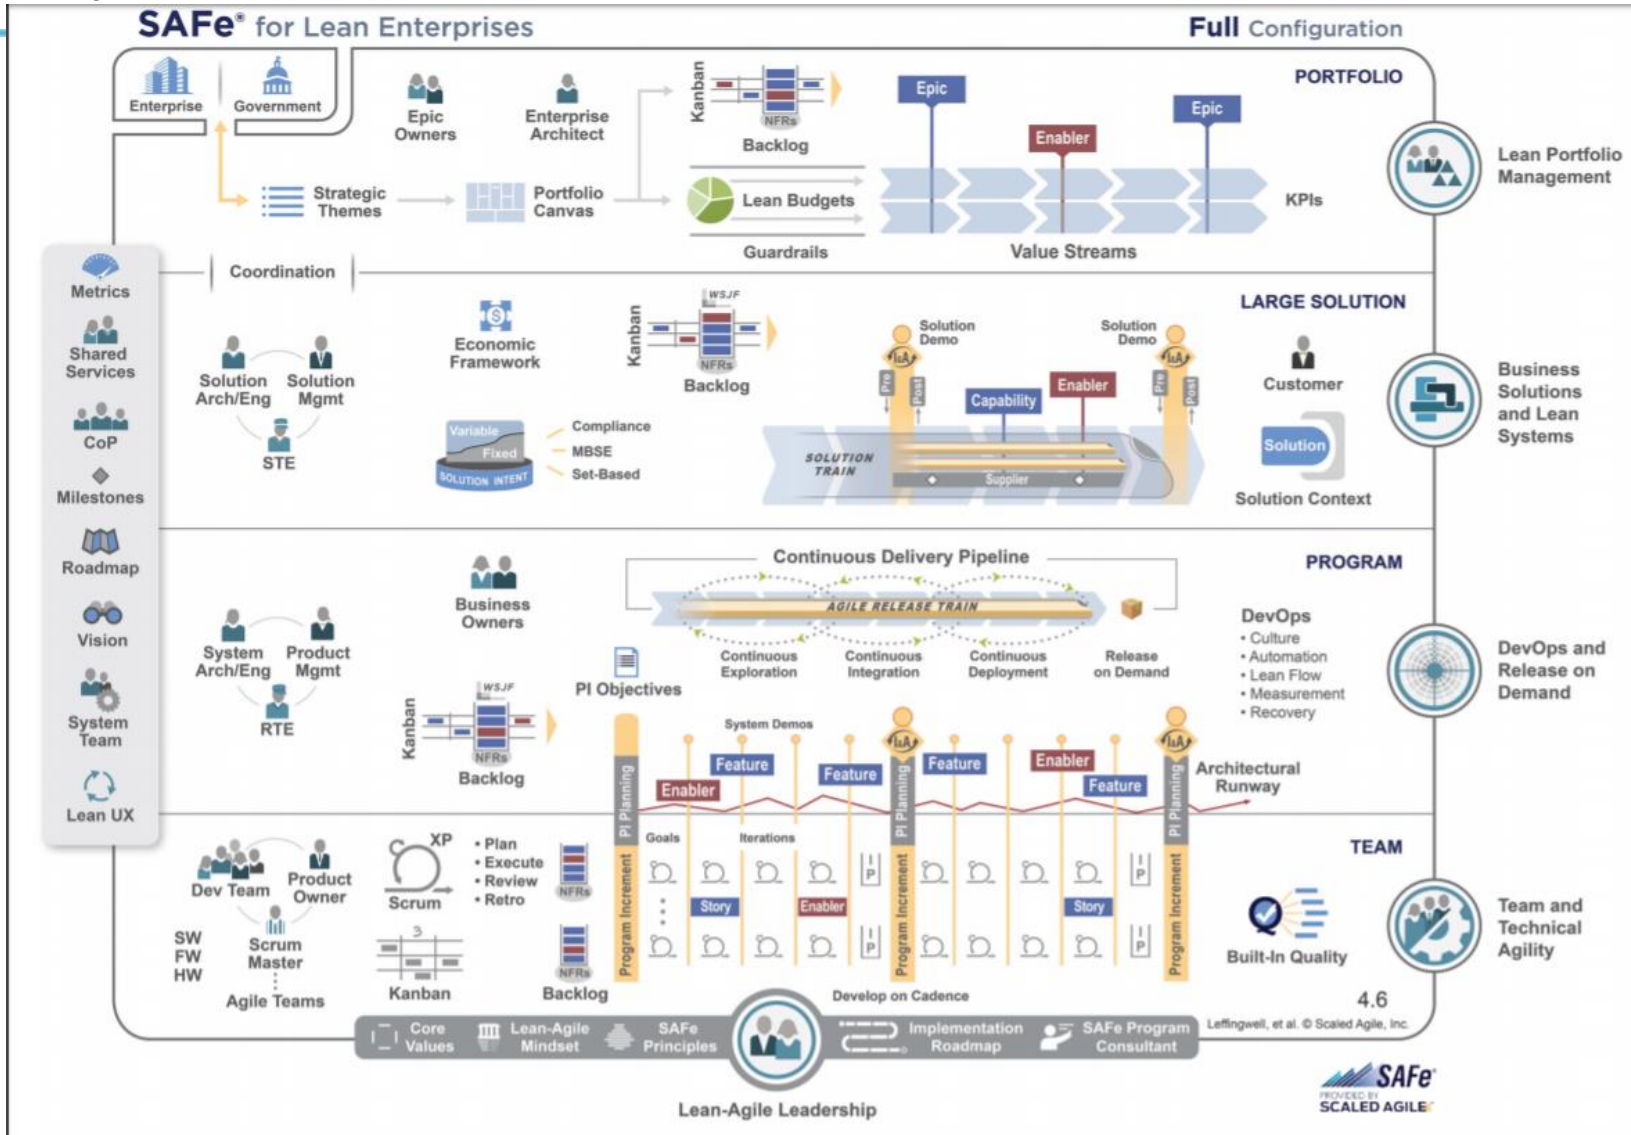 SAFe® for Lean Enterprises
Full Configuration
PORTFOLIO
Enterprise
Government
Epic
Owners
Enterprise
Architect
Kanban
NFRs
Backlog
Epic
Enabler
Epic
Strategic
Themes
Portfolio
Canvas
Lean Budgets
Guardrails
Value Streams
KPIs
Lean Portfolio
Management
Coordination
Metrics
Shared
Services
CoP
Milestones
Roadmap
Vision
System
Team
Lean UX
LARGE SOLUTION
Solution
Arch/Eng
Solution
Mgmt
STE
Economic
Framework
Kanban
WSJF
NFRs
Backlog
Variable
Fixed
SOLUTION INTENT
Compliance
MBSE
Set-Based
Solution
Demo
Solution
Demo
I&A
I&A
Pre
Post
Pre
Post
Capability
Enabler
SOLUTION
TRAIN
Supplier
Customer
Solution
Solution Context
Business
Solutions
and Lean
Systems
PROGRAM
Continuous Delivery Pipeline
AGILE RELEASE TRAIN
Business
Owners
System
Arch/Eng
Product
Mgmt
RTE
PI Objectives
Continuous
Exploration
Continuous
Integration
Continuous
Deployment
Release
on Demand
DevOps
• Culture
• Automation
• Lean Flow
• Measurement
• Recovery
DevOps and
Release on
Demand
Kanban
WSJF
NFRs
Backlog
System Demos
I&A
I&A
Enabler
Feature
Feature
Feature
Enabler
Feature
Architectural
Runway
PI Planning
PI Planning
PI Planning
TEAM
Dev Team
Product
Owner
Scrum
Master
Agile Teams
SW
FW
HW
XP
Scrum
• Plan
• Execute
• Review
• Retro
3
Kanban
NFRs
NFRs
Backlog
Program Increment
Program Increment
Program Increment
Goals
Iterations
Story
Enabler
Story
I
P
I
P
I
P
I
P
Develop on Cadence
Built-In Quality
Team and
Technical
Agility
4.6
Leffingwell, et al. © Scaled Agile, Inc.
Core
Values
Lean-Agile
Mindset
SAFe
Principles
Implementation
Roadmap
SAFe Program
Consultant
Lean-Agile Leadership
SAFe®
PROVIDED BY
SCALED AGILE